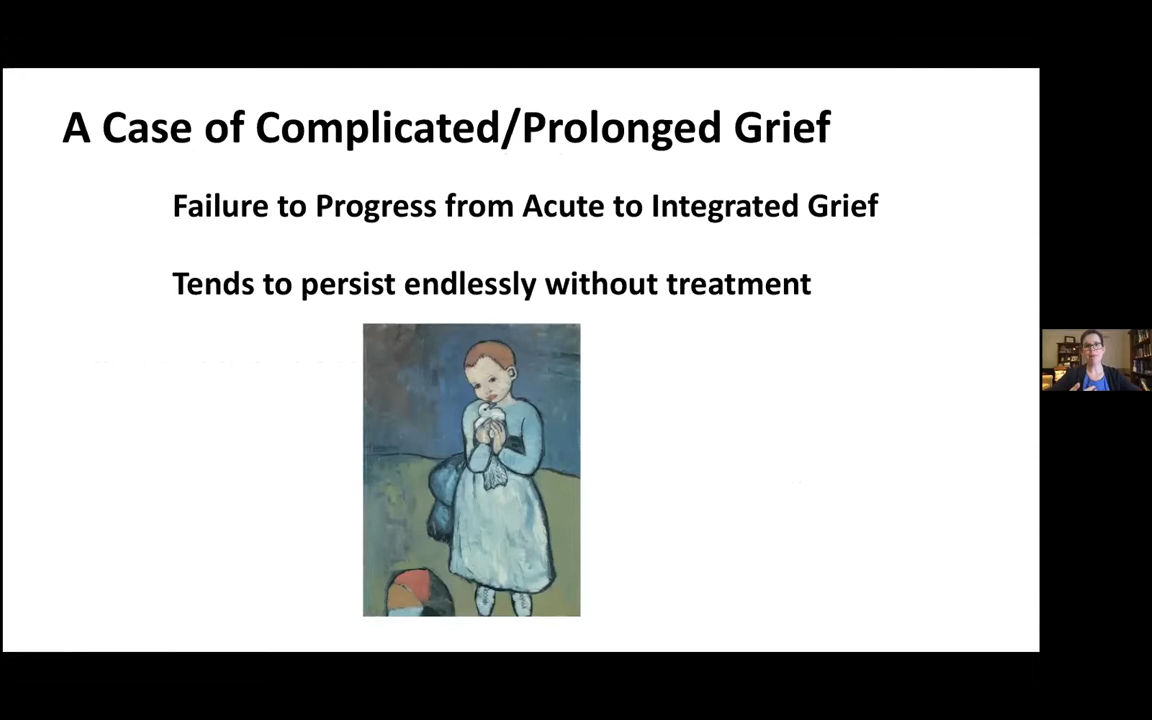 A Case of Complicated/Prolonged Grief
Failure to Progress from Acute to Integrated Grief
Tends to persist endlessly without treatment